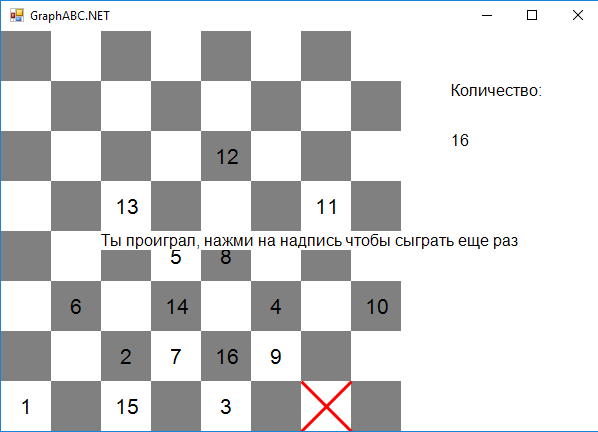 GraphABC.NET
Количество:
16
12
13 11
Ты проиграл, нажми на надпись чтобы сыграть еще раз
5 8
6 14 4 10
2 7 16 9
1 15 3